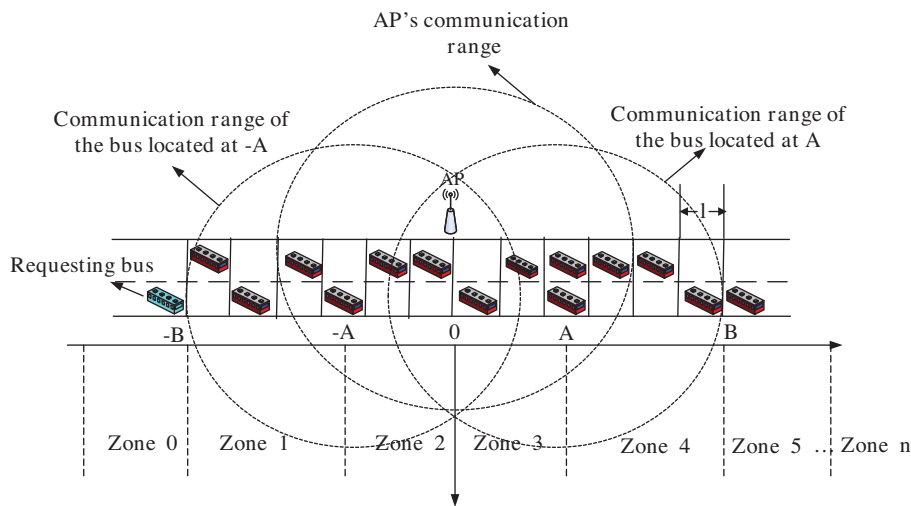 AP's communication
range
Communication range of
the bus located at -A
Communication range of
the bus located at A
AP
l
Requesting bus
-B
-A
0
A
B
Zone 0
Zone 1
Zone 2
Zone 3
Zone 4
Zone 5
...
Zone n